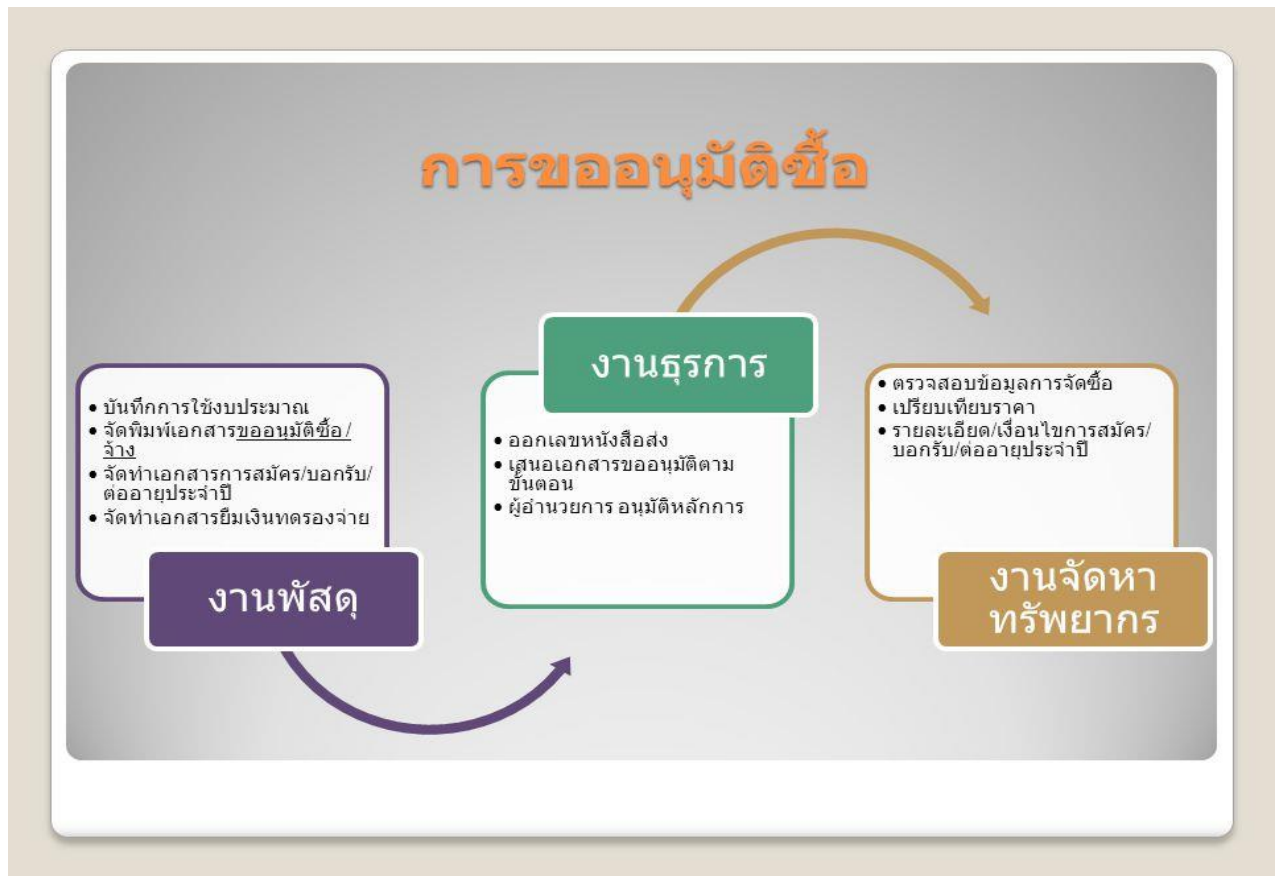 การขออนุมัติซื้อ
• บันทึกการใช้งบประมาณ
• จัดพิมพ์เอกสารขออนุมัติซื้อ/
จ้าง
• จัดทำเอกสารการสมัคร/บอกรับ/
ต่ออายุประจำปี
• จัดทำเอกสารยืมเงินทดรองจ่าย
งานพัสดุ
งานธุรการ
• ออกเลขหนังสือส่ง
• เสนอเอกสารขออนุมัติตาม
ขั้นตอน
• ผู้อำนวยการ อนุมัติหลักการ
• ตรวจสอบข้อมูลการจัดซื้อ
• เปรียบเทียบราคา
• รายละเอียด/เงื่อนไขการสมัคร/
บอกรับ/ต่ออายุประจำปี
งานจัดหา
ทรัพยากร